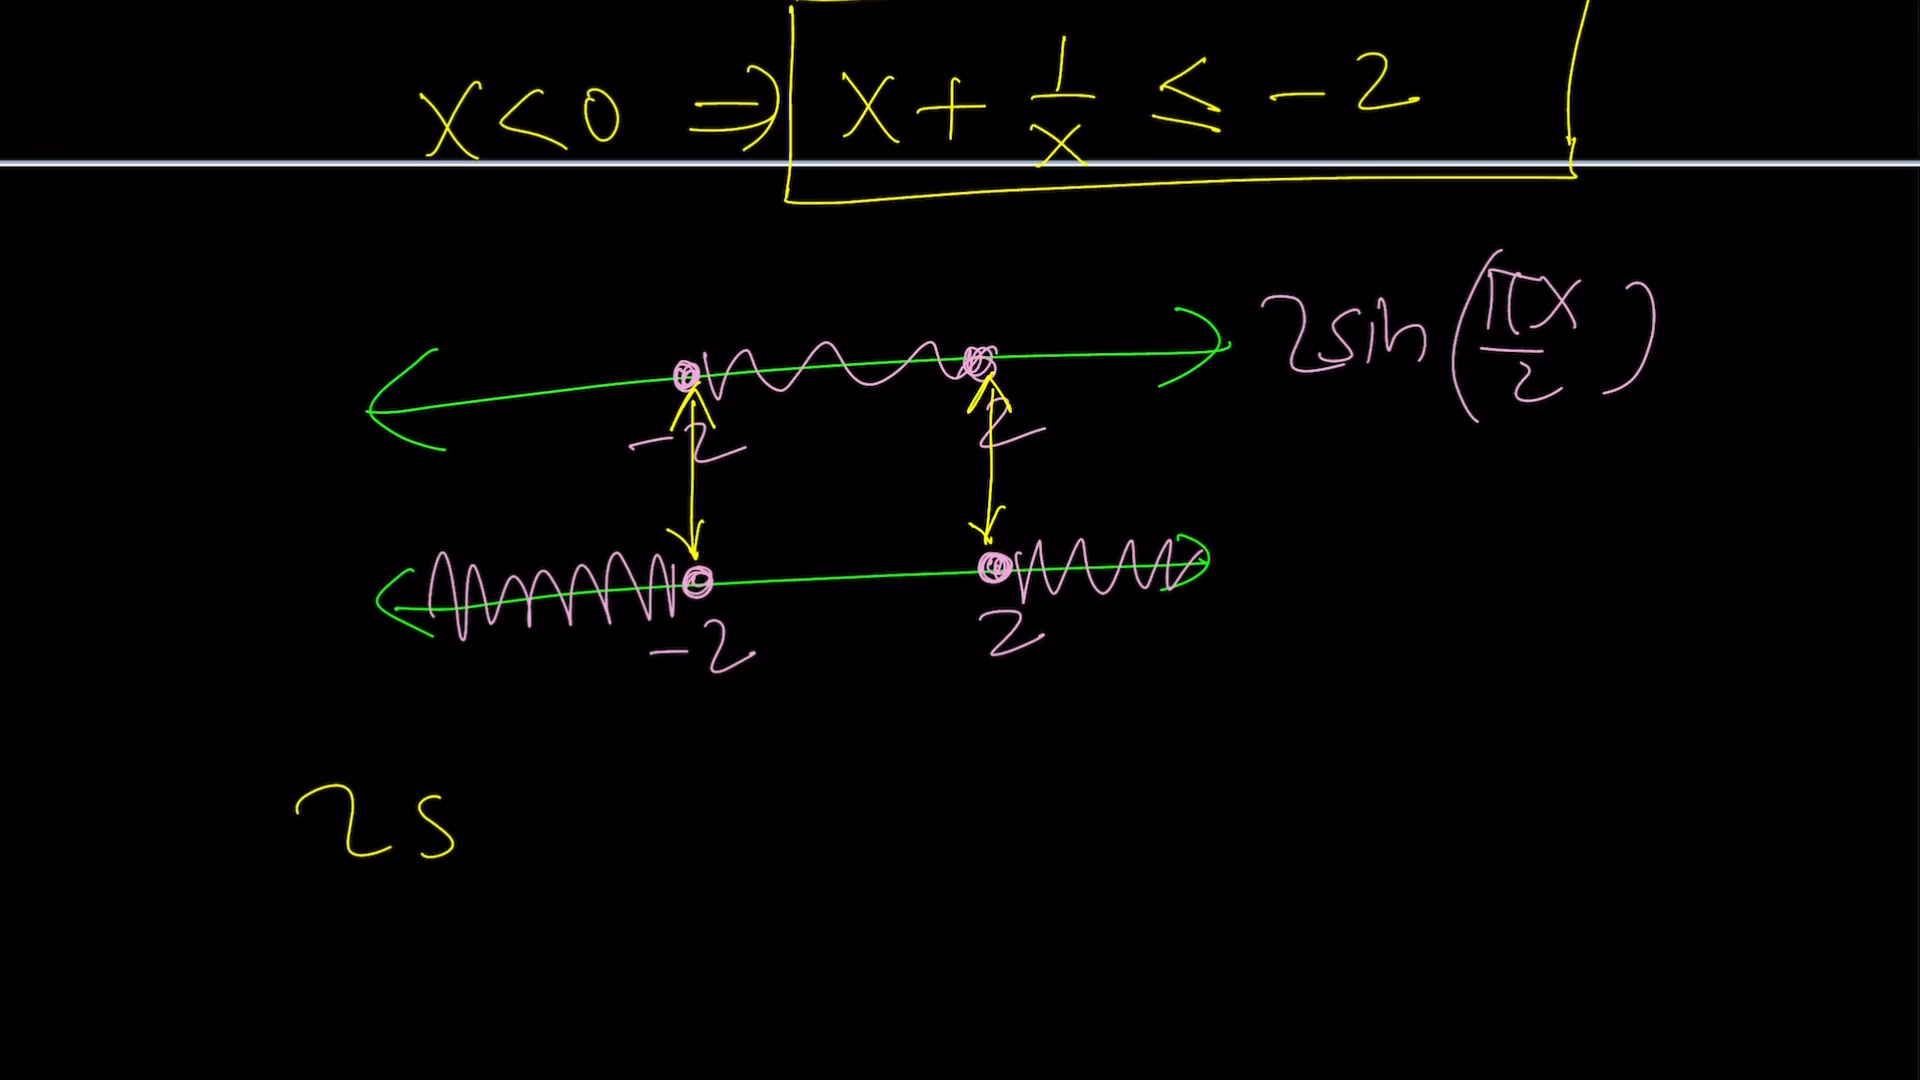 x<0 ⇒ x + 1/x ≤ -2
2sin(πx/2)
-2 2
-2 2
2s